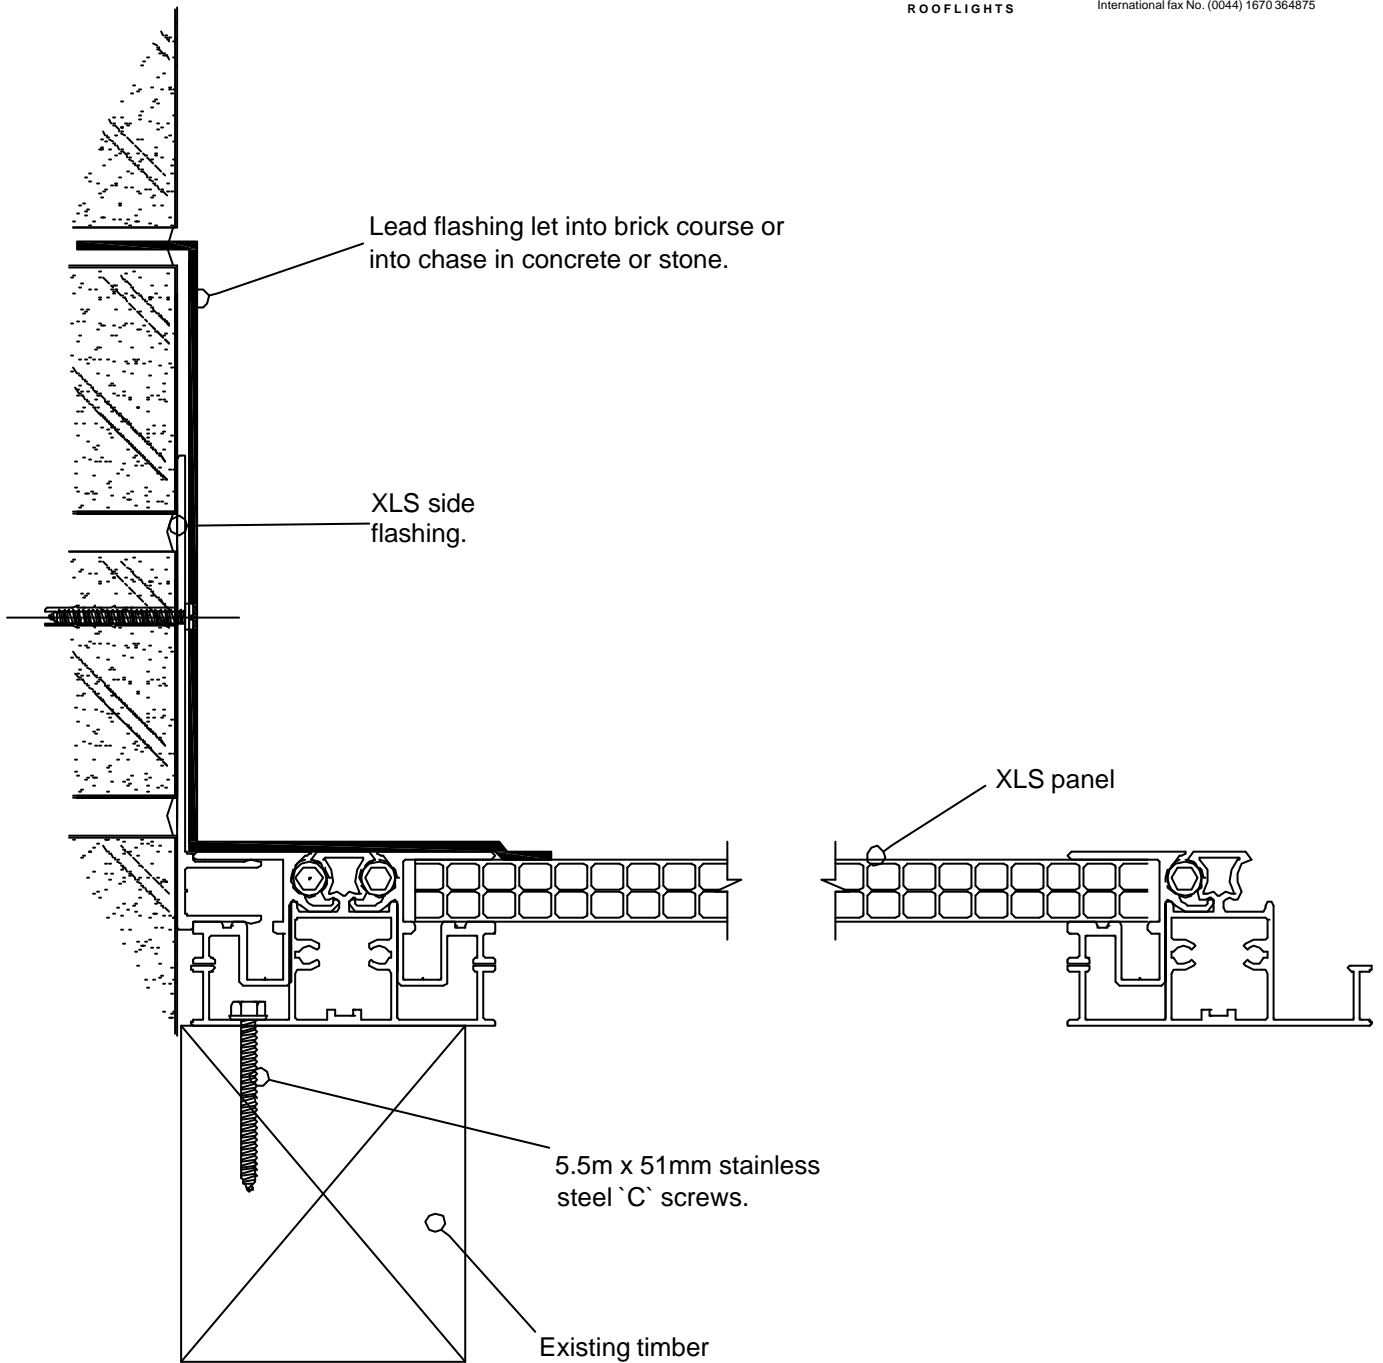 ROOFLIGHTS
International fax No. (0044) 1670 364875
Lead flashing let into brick course or
into chase in concrete or stone.
XLS side
flashing.
XLS panel
5.5m x 51mm stainless
steel `C` screws.
Existing timber